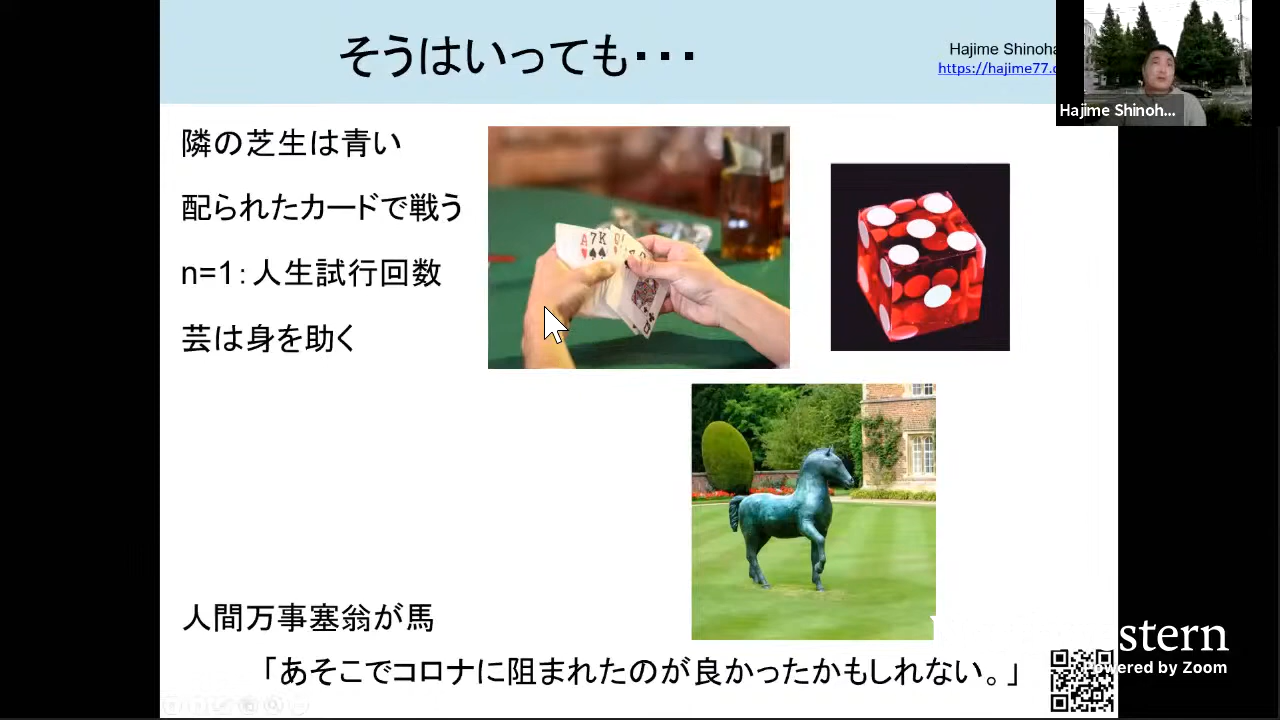 そうはいっても・・・
Hajime Shinoha
https://hajime77.c
Hajime Shinoh...
隣の芝生は青い
配られたカードで戦う
n=1：人生試行回数
芸は身を助く
A 7 K
人間万事塞翁が馬
「あそこでコロナに阻まれたのが良かったかもしれない。」
stern
Powered by Zoom